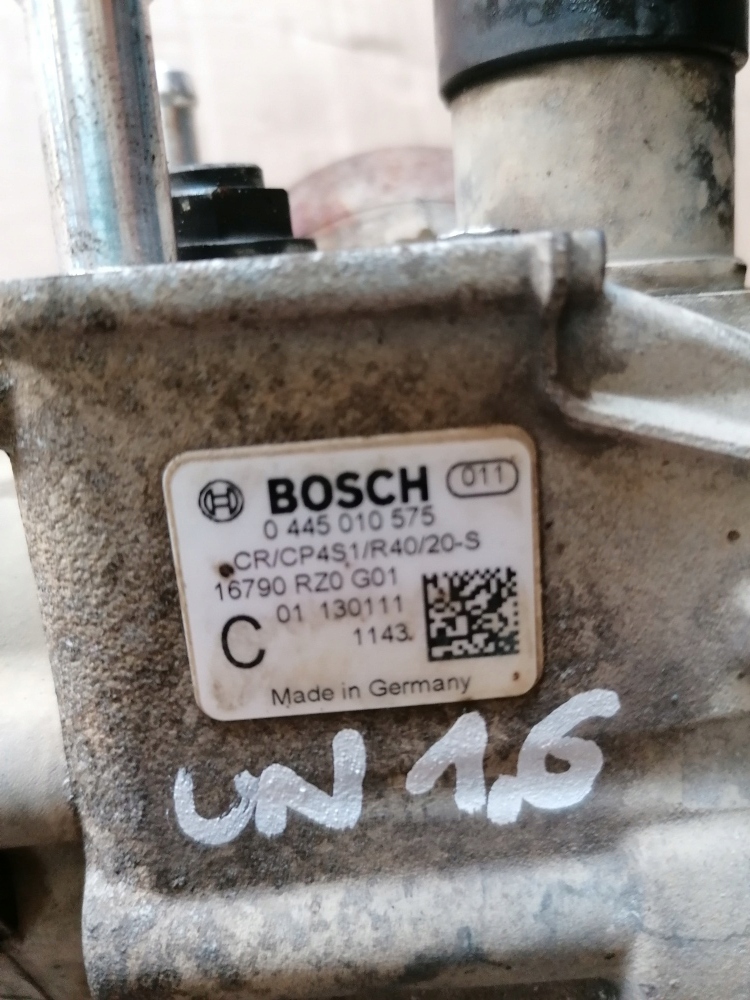 BOSCH 011
0 445 010 575
CR/CP4S1/R40/20-S
16790 RZ0 G01
01 130111
C 1143
Made in Germany
UN 1,6